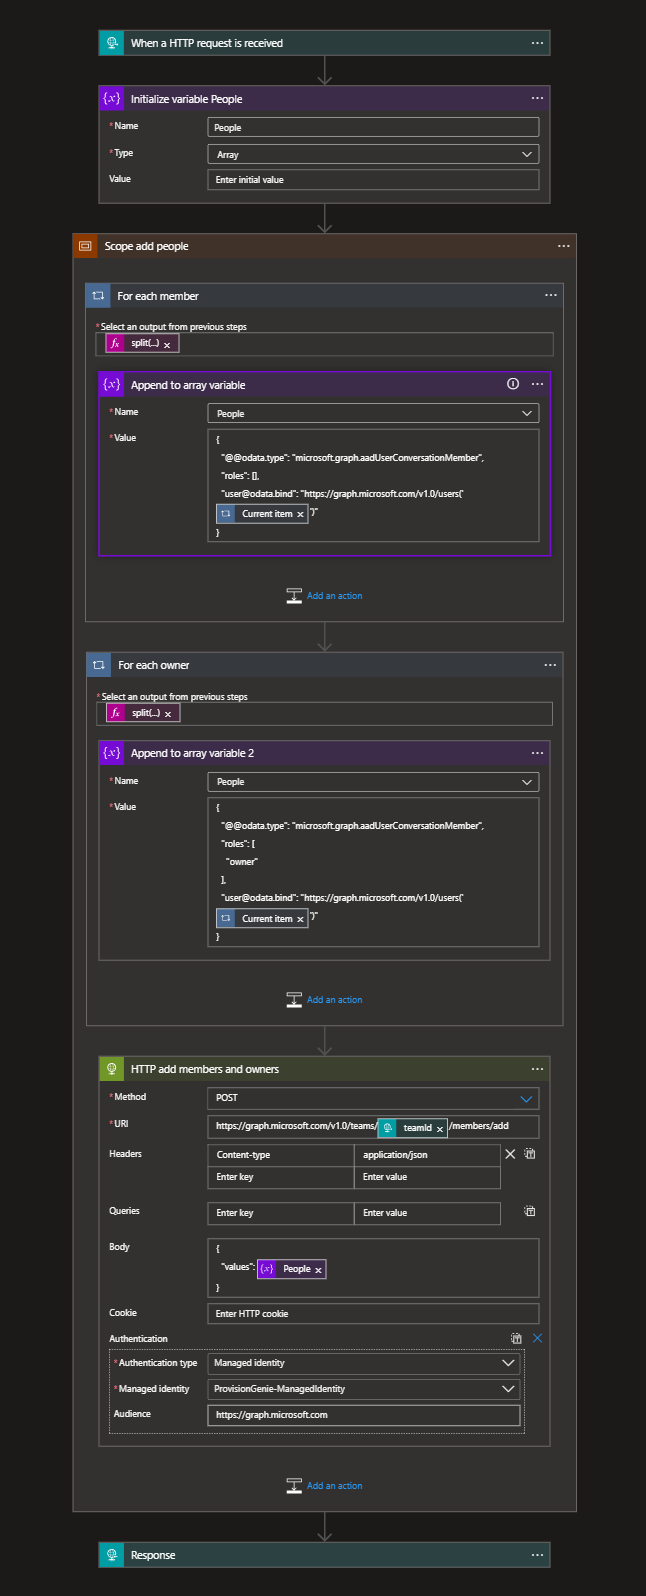 When a HTTP request is received
{x} Initialize variable People
* Name People
* Type Array
Value Enter initial value
Scope add people
For each member
* Select an output from previous steps
fx split(...) ×
{x} Append to array variable
* Name People
* Value {
"@@odata.type": "microsoft.graph.aadUserConversationMember",
"roles": [],
"user@odata.bind": "https://graph.microsoft.com/v1.0/users('
Current item × ')"
}
Add an action
For each owner
* Select an output from previous steps
fx split(...) ×
{x} Append to array variable 2
* Name People
* Value {
"@@odata.type": "microsoft.graph.aadUserConversationMember",
"roles": [
"owner"
],
"user@odata.bind": "https://graph.microsoft.com/v1.0/users('
Current item × ')"
}
Add an action
HTTP add members and owners
* Method POST
* URI https://graph.microsoft.com/v1.0/teams/ teamId × /members/add
Headers Content-type application/json
Enter key Enter value
Queries Enter key Enter value
Body {
"values": {x} People ×
}
Cookie Enter HTTP cookie
Authentication
* Authentication type Managed identity
* Managed identity ProvisionGenie-ManagedIdentity
Audience https://graph.microsoft.com
Add an action
Response